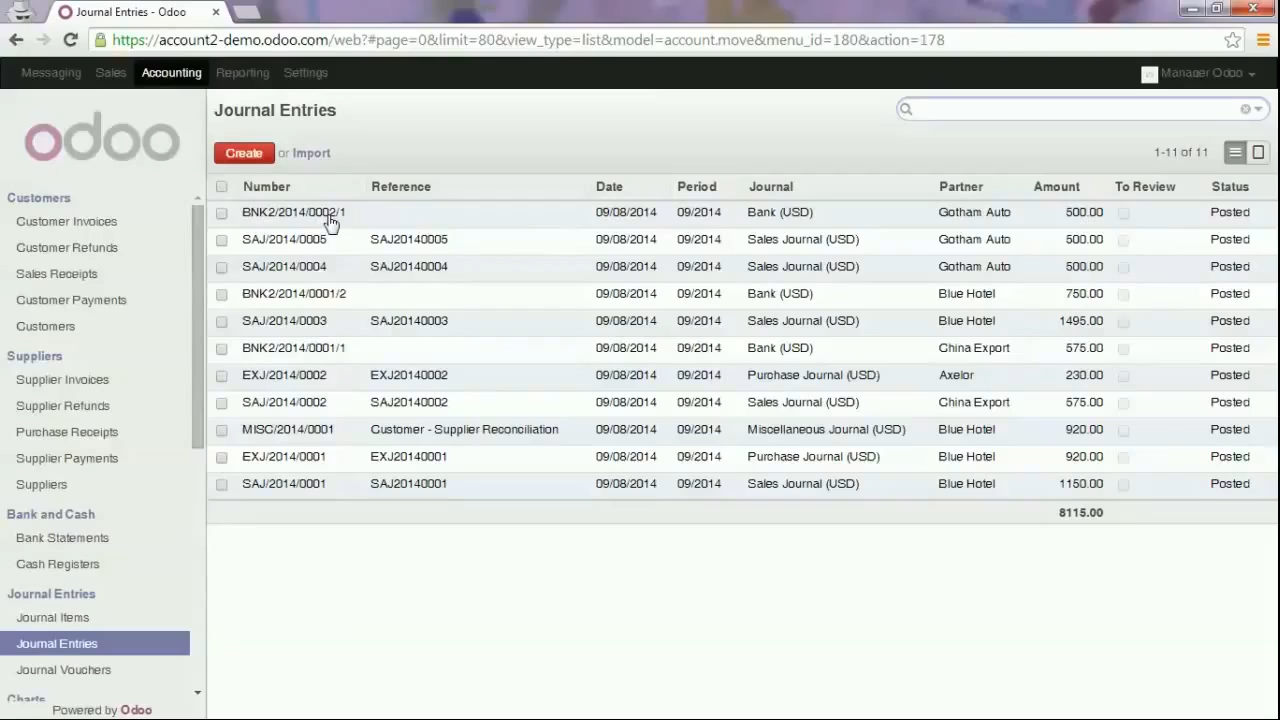 Journal Entries - Odoo
https://account2-demo.odoo.com/web?#page=0&limit=80&view_type=list&model=account.move&menu_id=180&action=178
Messaging Sales Accounting Reporting Settings Manager Odoo
odoo
Customers
Customer Invoices
Customer Refunds
Sales Receipts
Customer Payments
Customers
Suppliers
Supplier Invoices
Supplier Refunds
Purchase Receipts
Supplier Payments
Suppliers
Bank and Cash
Bank Statements
Cash Registers
Journal Entries
Journal Items
Journal Entries
Journal Vouchers
Charts
Powered by Odoo
Journal Entries
Create or Import 1-11 of 11
Number Reference Date Period Journal Partner Amount To Review Status
BNK2/2014/0002/1 09/08/2014 09/2014 Bank (USD) Gotham Auto 500.00 Posted
SAJ/2014/0005 SAJ20140005 09/08/2014 09/2014 Sales Journal (USD) Gotham Auto 500.00 Posted
SAJ/2014/0004 SAJ20140004 09/08/2014 09/2014 Sales Journal (USD) Gotham Auto 500.00 Posted
BNK2/2014/0001/2 09/08/2014 09/2014 Bank (USD) Blue Hotel 750.00 Posted
SAJ/2014/0003 SAJ20140003 09/08/2014 09/2014 Sales Journal (USD) Blue Hotel 1495.00 Posted
BNK2/2014/0001/1 09/08/2014 09/2014 Bank (USD) China Export 575.00 Posted
EXJ/2014/0002 EXJ20140002 09/08/2014 09/2014 Purchase Journal (USD) Axelor 230.00 Posted
SAJ/2014/0002 SAJ20140002 09/08/2014 09/2014 Sales Journal (USD) China Export 575.00 Posted
MISC/2014/0001 Customer - Supplier Reconciliation 09/08/2014 09/2014 Miscellaneous Journal (USD) Blue Hotel 920.00 Posted
EXJ/2014/0001 EXJ20140001 09/08/2014 09/2014 Purchase Journal (USD) Blue Hotel 920.00 Posted
SAJ/2014/0001 SAJ20140001 09/08/2014 09/2014 Sales Journal (USD) Blue Hotel 1150.00 Posted
8115.00